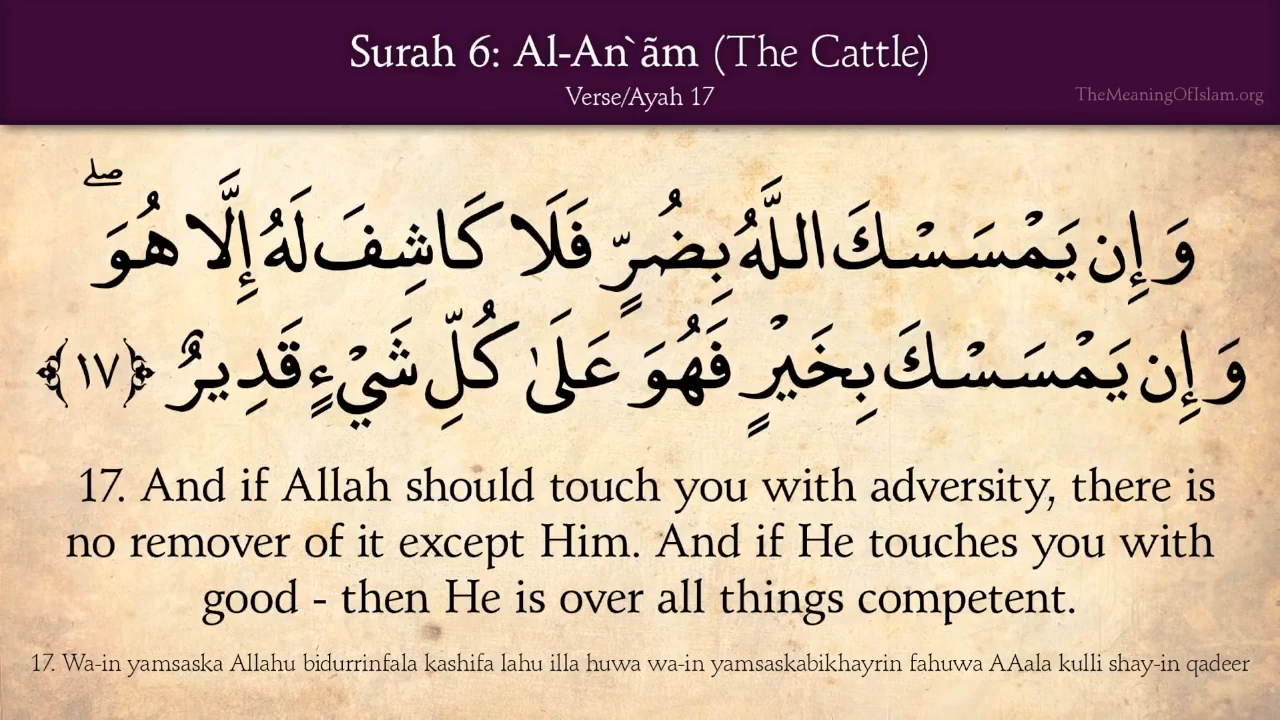 Surah 6: Al-An`ãm (The Cattle)
Verse/Ayah 17
TheMeaningOfIslam.org
وَإِن يَمْسَسْكَ اللَّهُ بِضُرٍّ فَلَا كَاشِفَ لَهُ إِلَّا هُوَ ۖ
وَإِن يَمْسَسْكَ بِخَيْرٍ فَهُوَ عَلَىٰ كُلِّ شَيْءٍ قَدِيرٌ ﴿١٧﴾
17. And if Allah should touch you with adversity, there is
no remover of it except Him. And if He touches you with
good - then He is over all things competent.
17. Wa-in yamsaska Allahu bidurrinfala kashifa lahu illa huwa wa-in yamsaskabikhayrin fahuwa AAala kulli shay-in qadeer